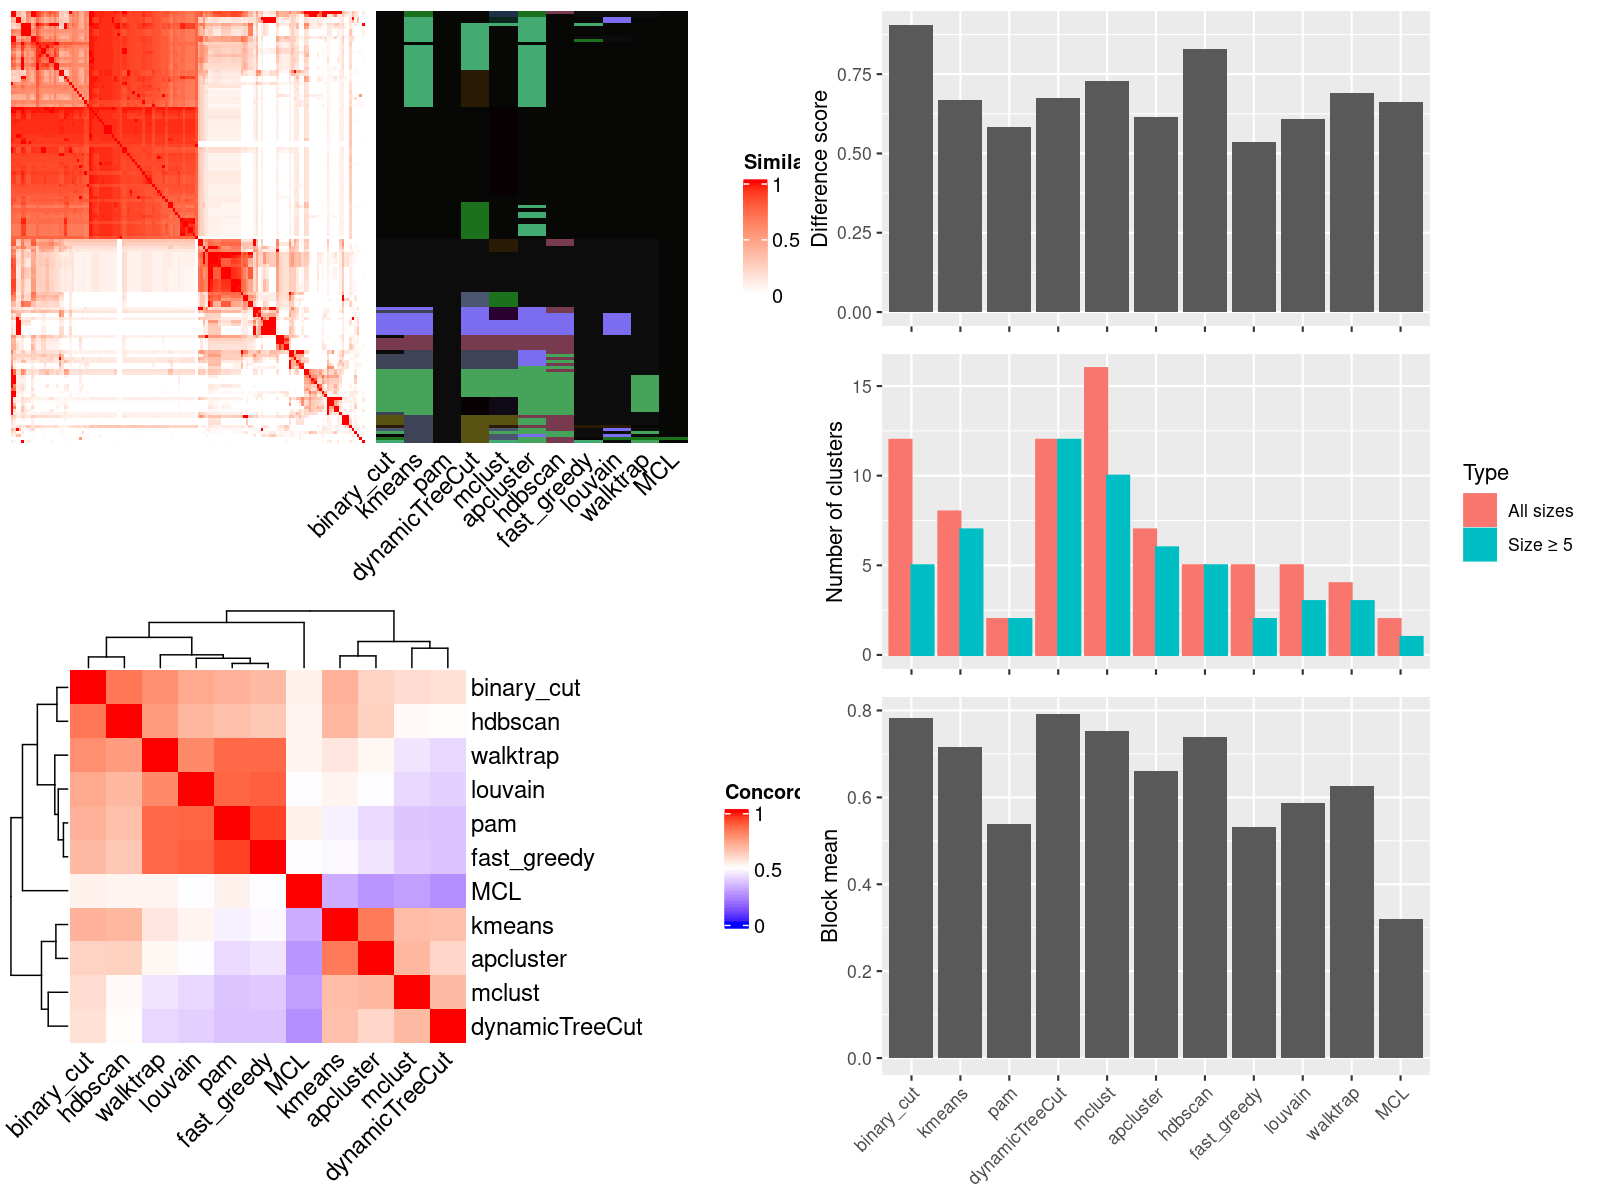 Simila
1
0.5
0
binary_cut
kmeans
pam
dynamicTreeCut
mclust
apcluster
hdbscan
fast_greedy
louvain
walktrap
MCL
binary_cut
hdbscan
walktrap
louvain
pam
fast_greedy
MCL
kmeans
apcluster
mclust
dynamicTreeCut
binary_cut
hdbscan
walktrap
louvain
pam
fast_greedy
MCL
kmeans
apcluster
mclust
dynamicTreeCut
Concord
1
0.5
0
Difference score
0.75
0.50
0.25
0.00
Number of clusters
15
10
5
0
Type
All sizes
Size ≥ 5
Block mean
0.8
0.6
0.4
0.2
0.0
binary_cut
kmeans
pam
dynamicTreeCut
mclust
apcluster
hdbscan
fast_greedy
louvain
walktrap
MCL